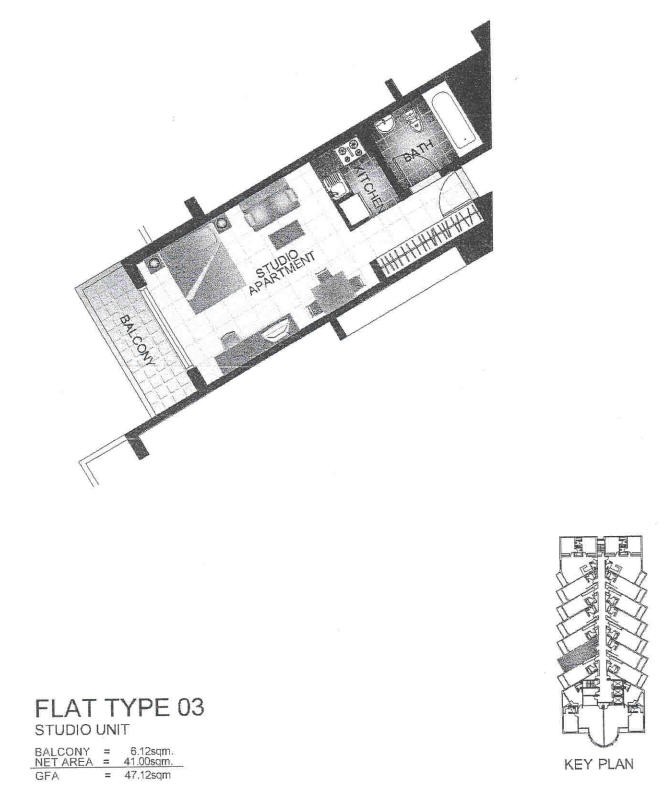 BATH
KITCHEN
STUDIO
APARTMENT
BALCONY
FLAT TYPE 03
STUDIO UNIT
BALCONY = 6.12sqm.
NET AREA = 41.00sqm.
GFA = 47.12sqm
KEY PLAN